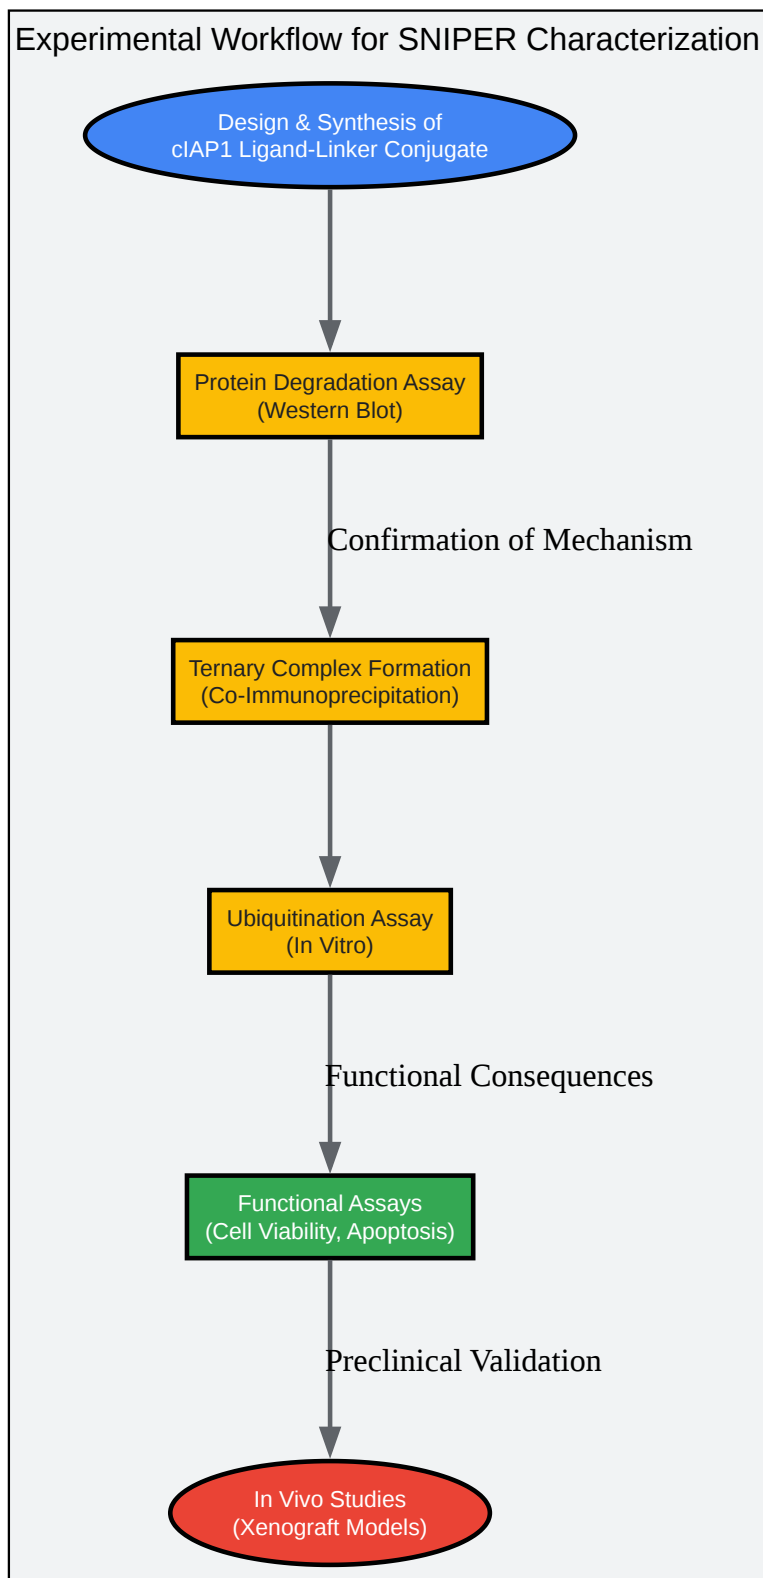 Experimental Workflow for SNIPER Characterization
Design & Synthesis of
cIAP1 Ligand-Linker Conjugate
Protein Degradation Assay
(Western Blot)
Confirmation of Mechanism
Ternary Complex Formation
(Co-Immunoprecipitation)
Ubiquitination Assay
(In Vitro)
Functional Consequences
Functional Assays
(Cell Viability, Apoptosis)
Preclinical Validation
In Vivo Studies
(Xenograft Models)